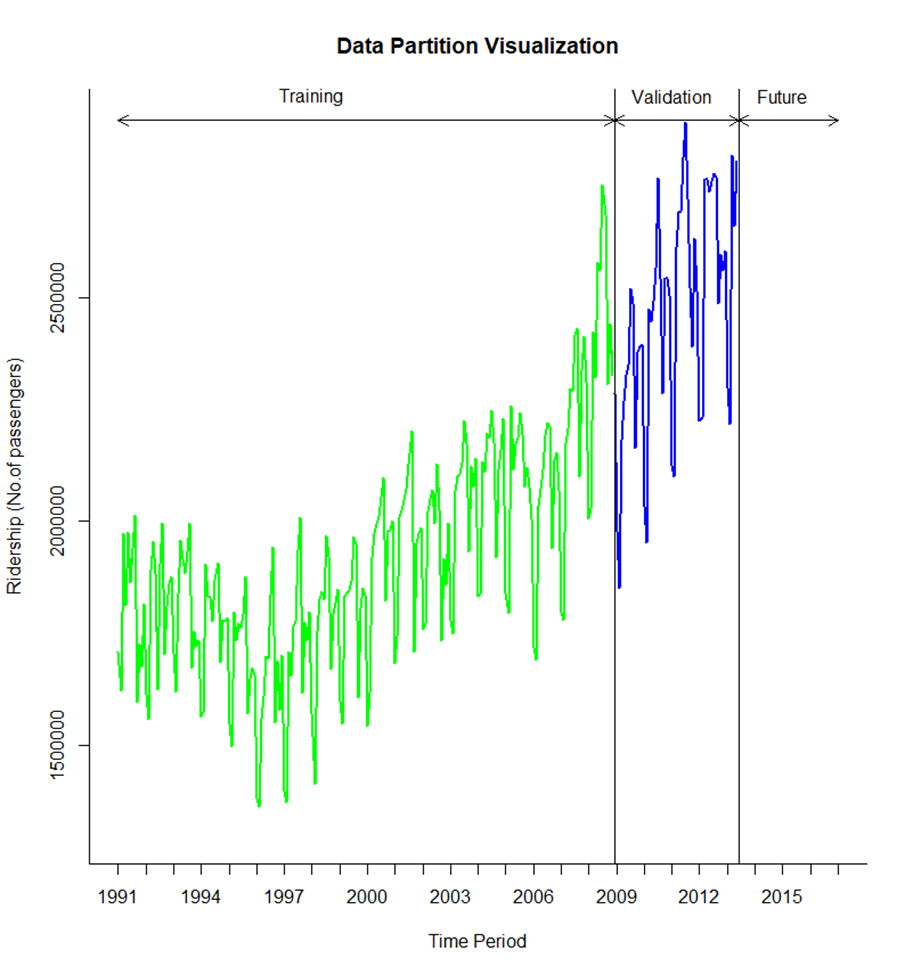 Data Partition Visualization
Training
Validation
Future
Ridership (No.of passengers)
2500000
2000000
1500000
1991
1994
1997
2000
2003
2006
2009
2012
2015
Time Period